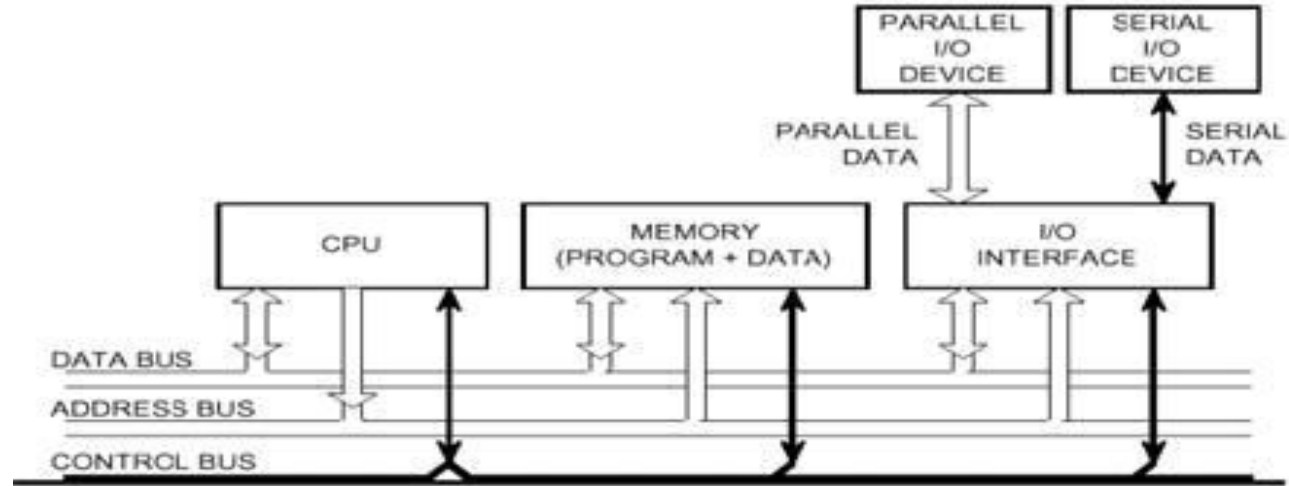 PARALLEL
I/O
DEVICE
SERIAL
I/O
DEVICE
PARALLEL
DATA
SERIAL
DATA
CPU
MEMORY
(PROGRAM + DATA)
I/O
INTERFACE
DATA BUS
ADDRESS BUS
CONTROL BUS